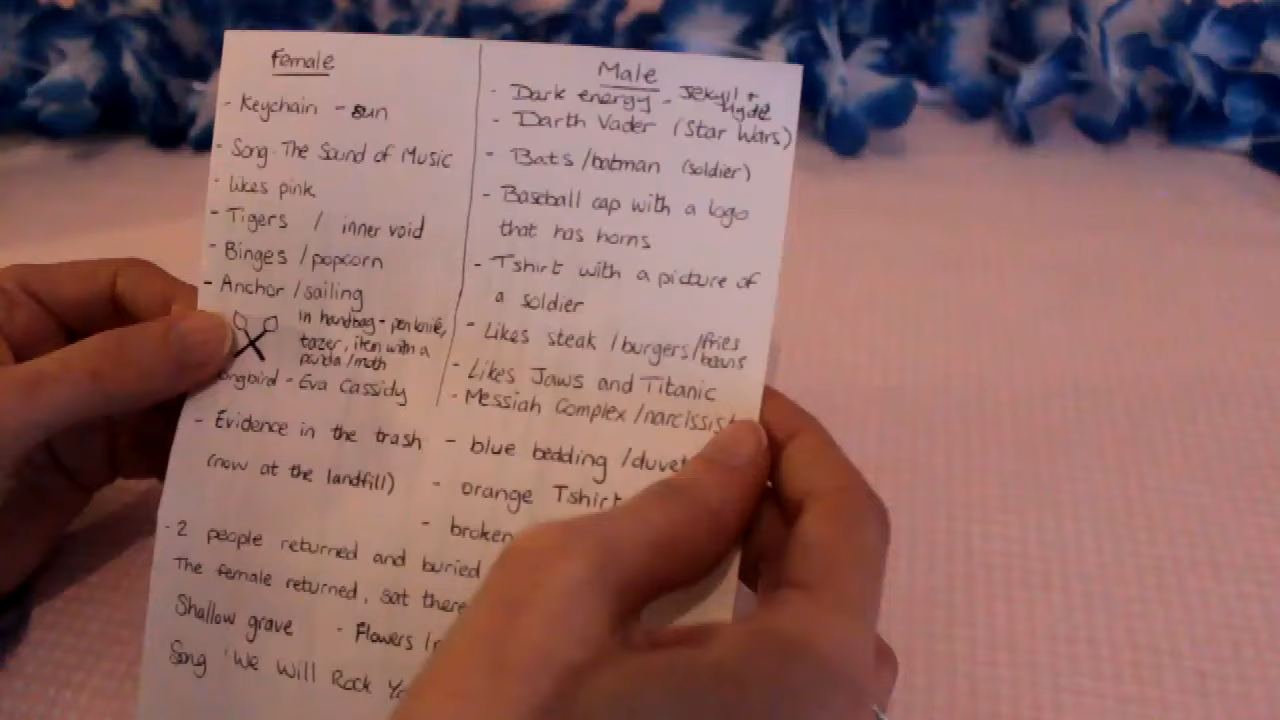 Female
- Keychain - sun
- Song - The Sound of Music
- likes pink
- Tigers / inner void
- Binges / popcorn
- Anchor / sailing
in handbag - penknife,
tazer, item with a
panda / moth
ongbird - Eva Cassidy
Male
- Dark energy - Jekyll +
Hyde
- Darth Vader (Star Wars)
- Bats / batman (soldier)
- Baseball cap with a logo
that has horns
- Tshirt with a picture of
a soldier
- Likes steak / burgers / fries
beans
- Likes Jaws and Titanic
- Messiah Complex / narcissist
- Evidence in the trash - blue bedding / duvet
(now at the landfill) - orange Tshirt
- broken
- 2 people returned and buried
The female returned, sat there
Shallow grave - Flowers /
Song 'We Will Rock Yo